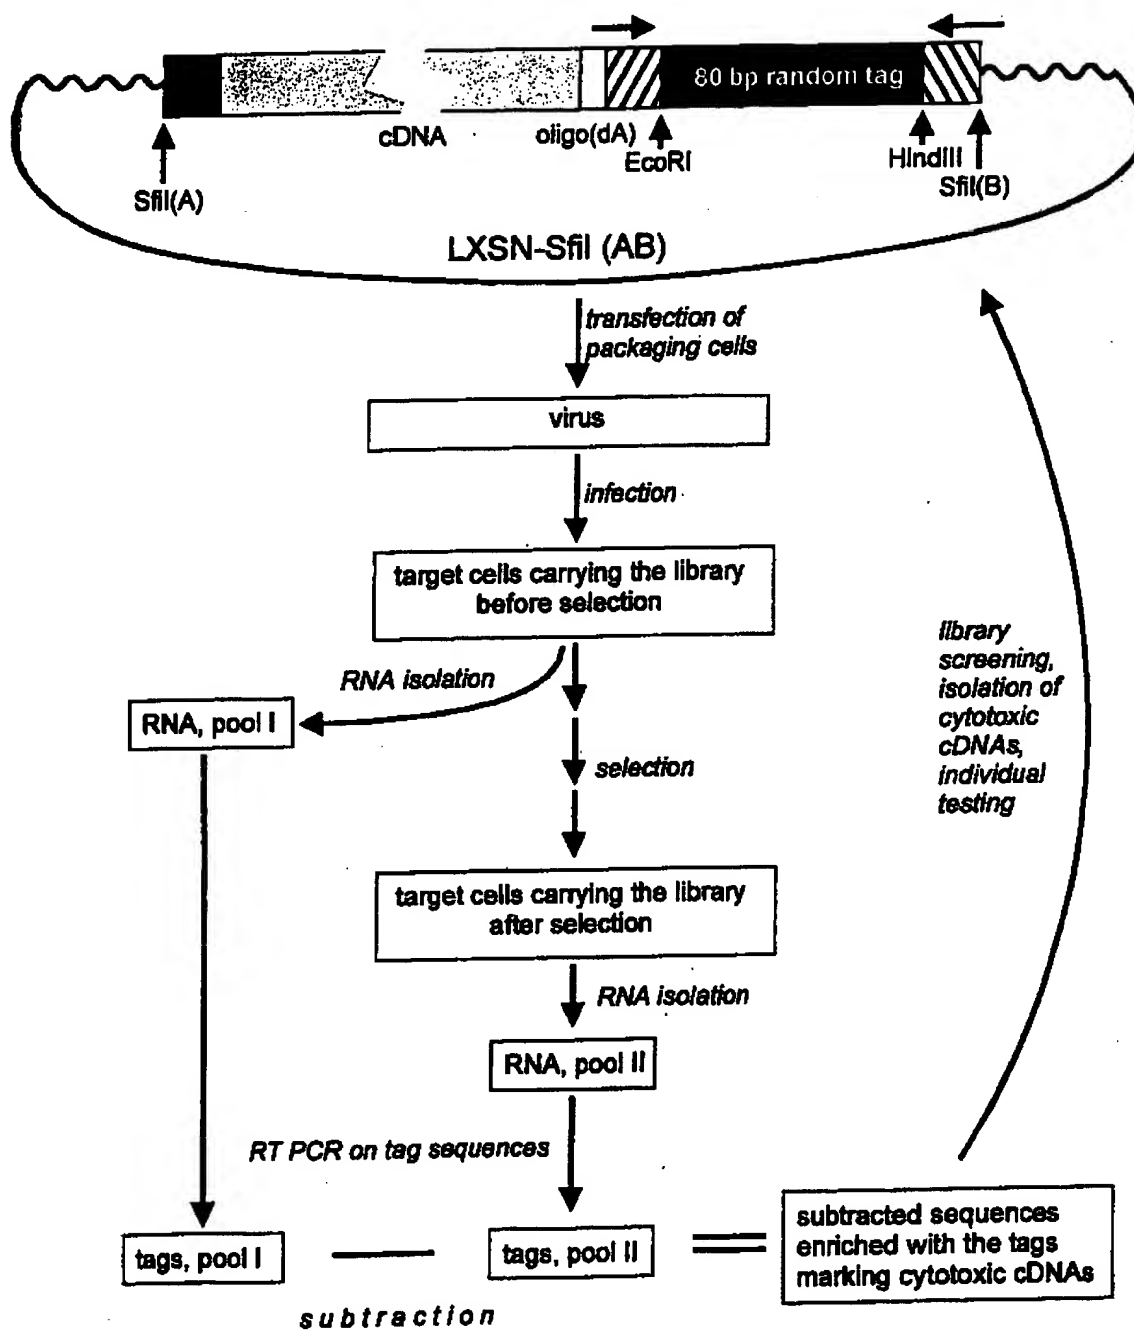 80 bp random tag
cDNA
oligo(dA)
EcoRI
HindIII
SfiI(A)
SfiI(B)
LXSN-SfiI (AB)
transfection of
packaging cells
virus
infection
target cells carrying the library
before selection
RNA isolation
RNA, pool I
selection
library
screening,
isolation of
cytotoxic
cDNAs,
individual
testing
target cells carrying the library
after selection
RNA isolation
RNA, pool II
RT PCR on tag sequences
tags, pool I
tags, pool II
subtracted sequences
enriched with the tags
marking cytotoxic cDNAs
subtraction